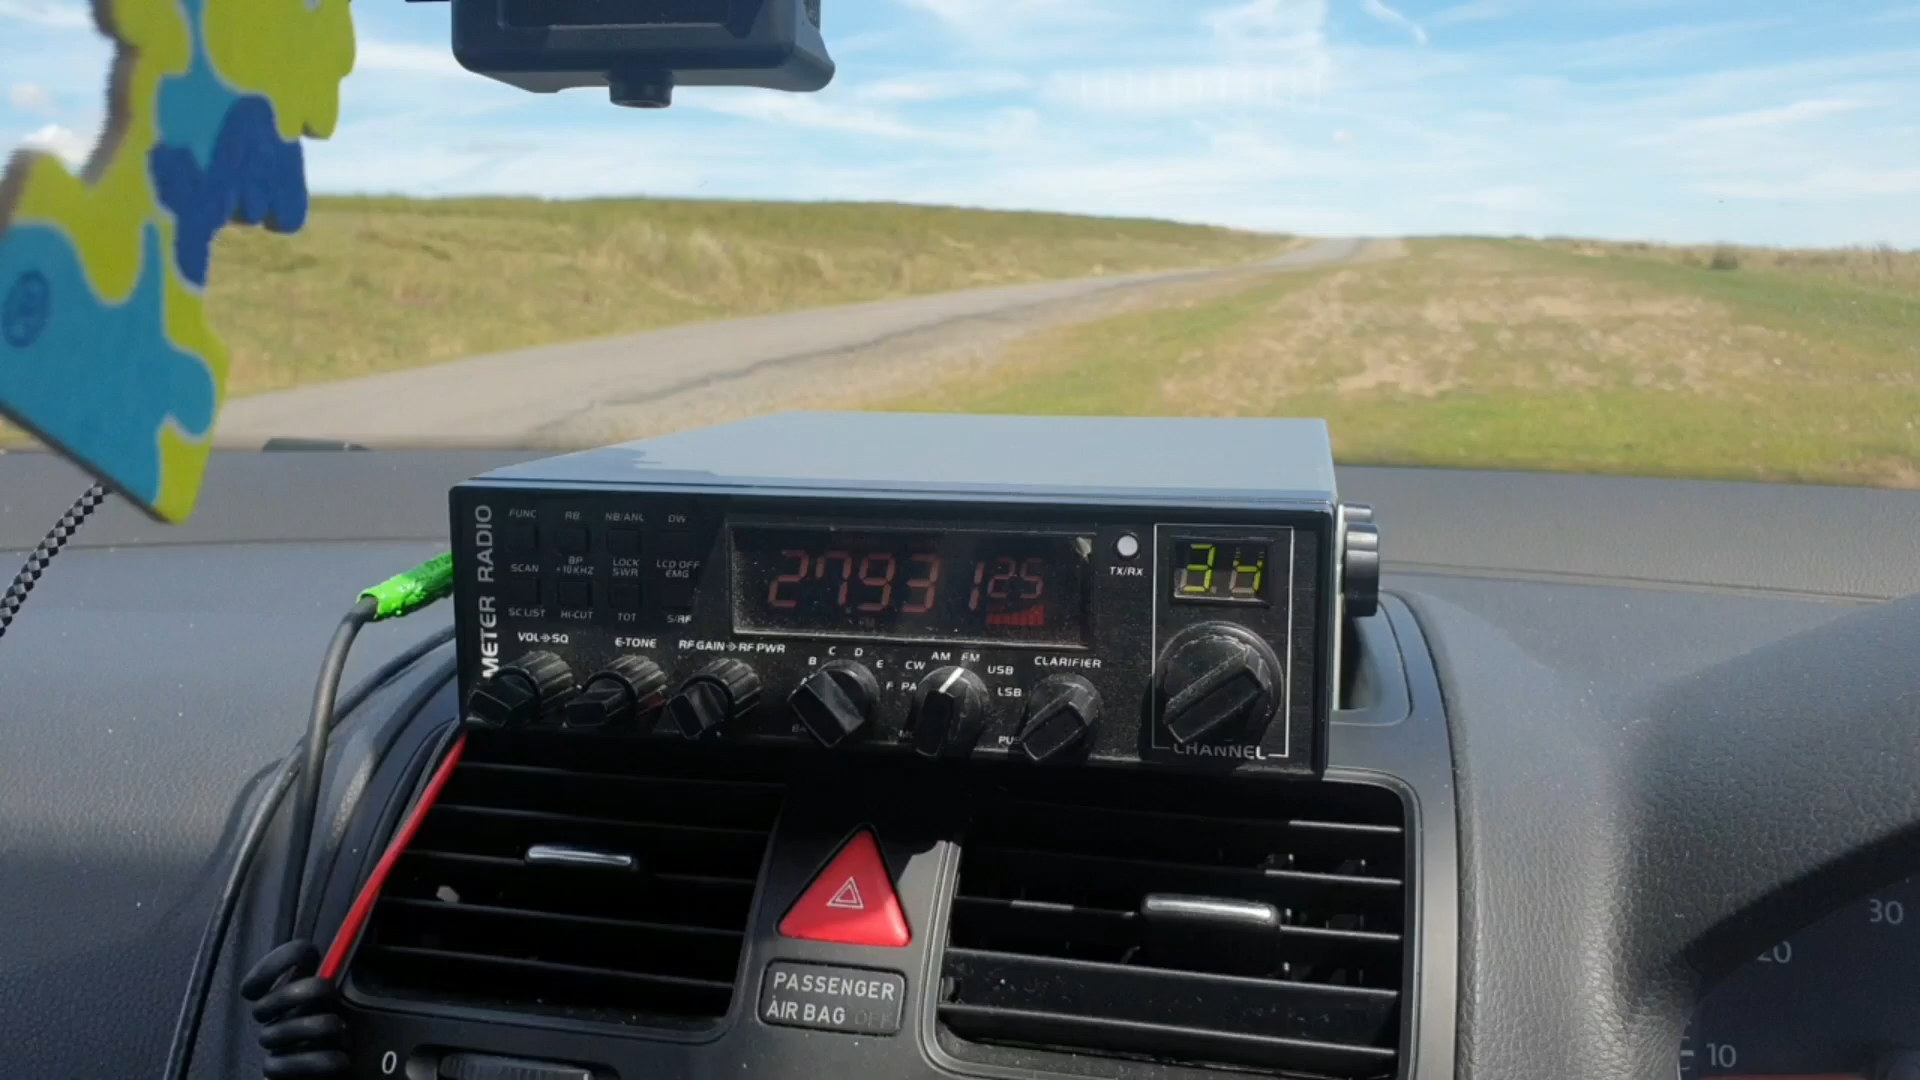 METER RADIO
FUNC RB NB/ANL DW
SCAN BP +10KHZ LOCK SWR LCD OFF EMG
SC LIST HI-CUT TOT S/RF
27931 25
TX/RX
VOL SQ E-TONE RF GAIN RF PWR
B C D E F
PA CW AM FM USB LSB
CLARIFIER
CHANNEL
PASSENGER
AIR BAG OFF
0
10
20
30